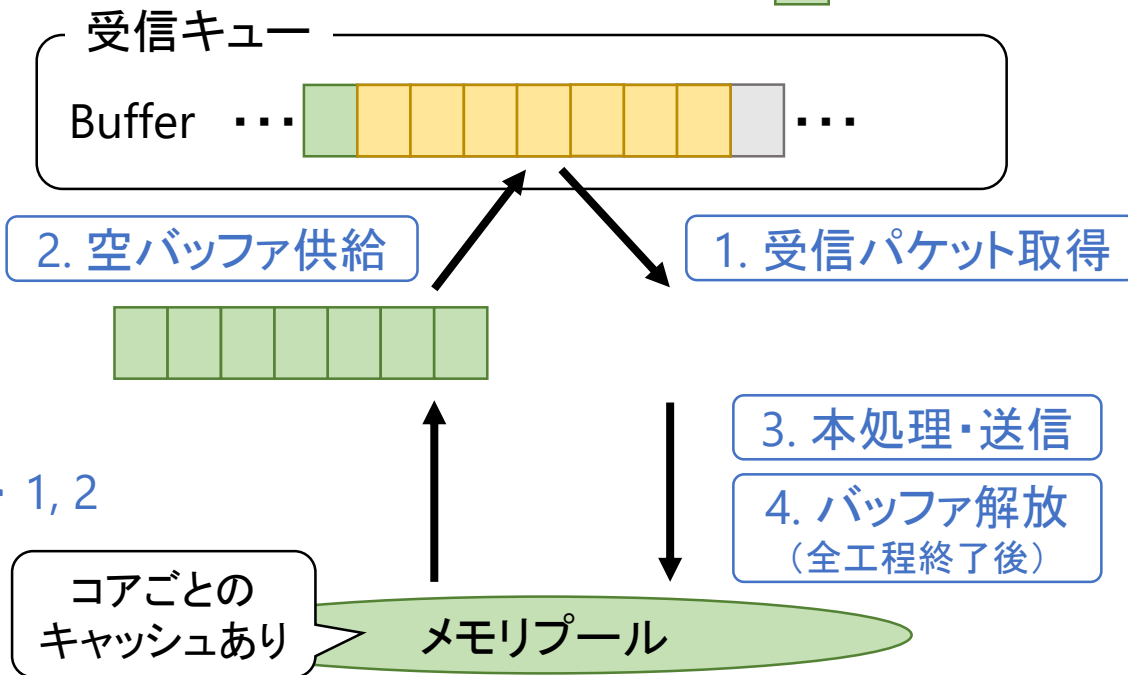 受信キュー
Buffer ・・・ ・・・
2. 空バッファ供給
1. 受信パケット取得
3. 本処理・送信
・ 1, 2
4. バッファ解放
（全工程終了後）
コアごとの
キャッシュあり
メモリプール